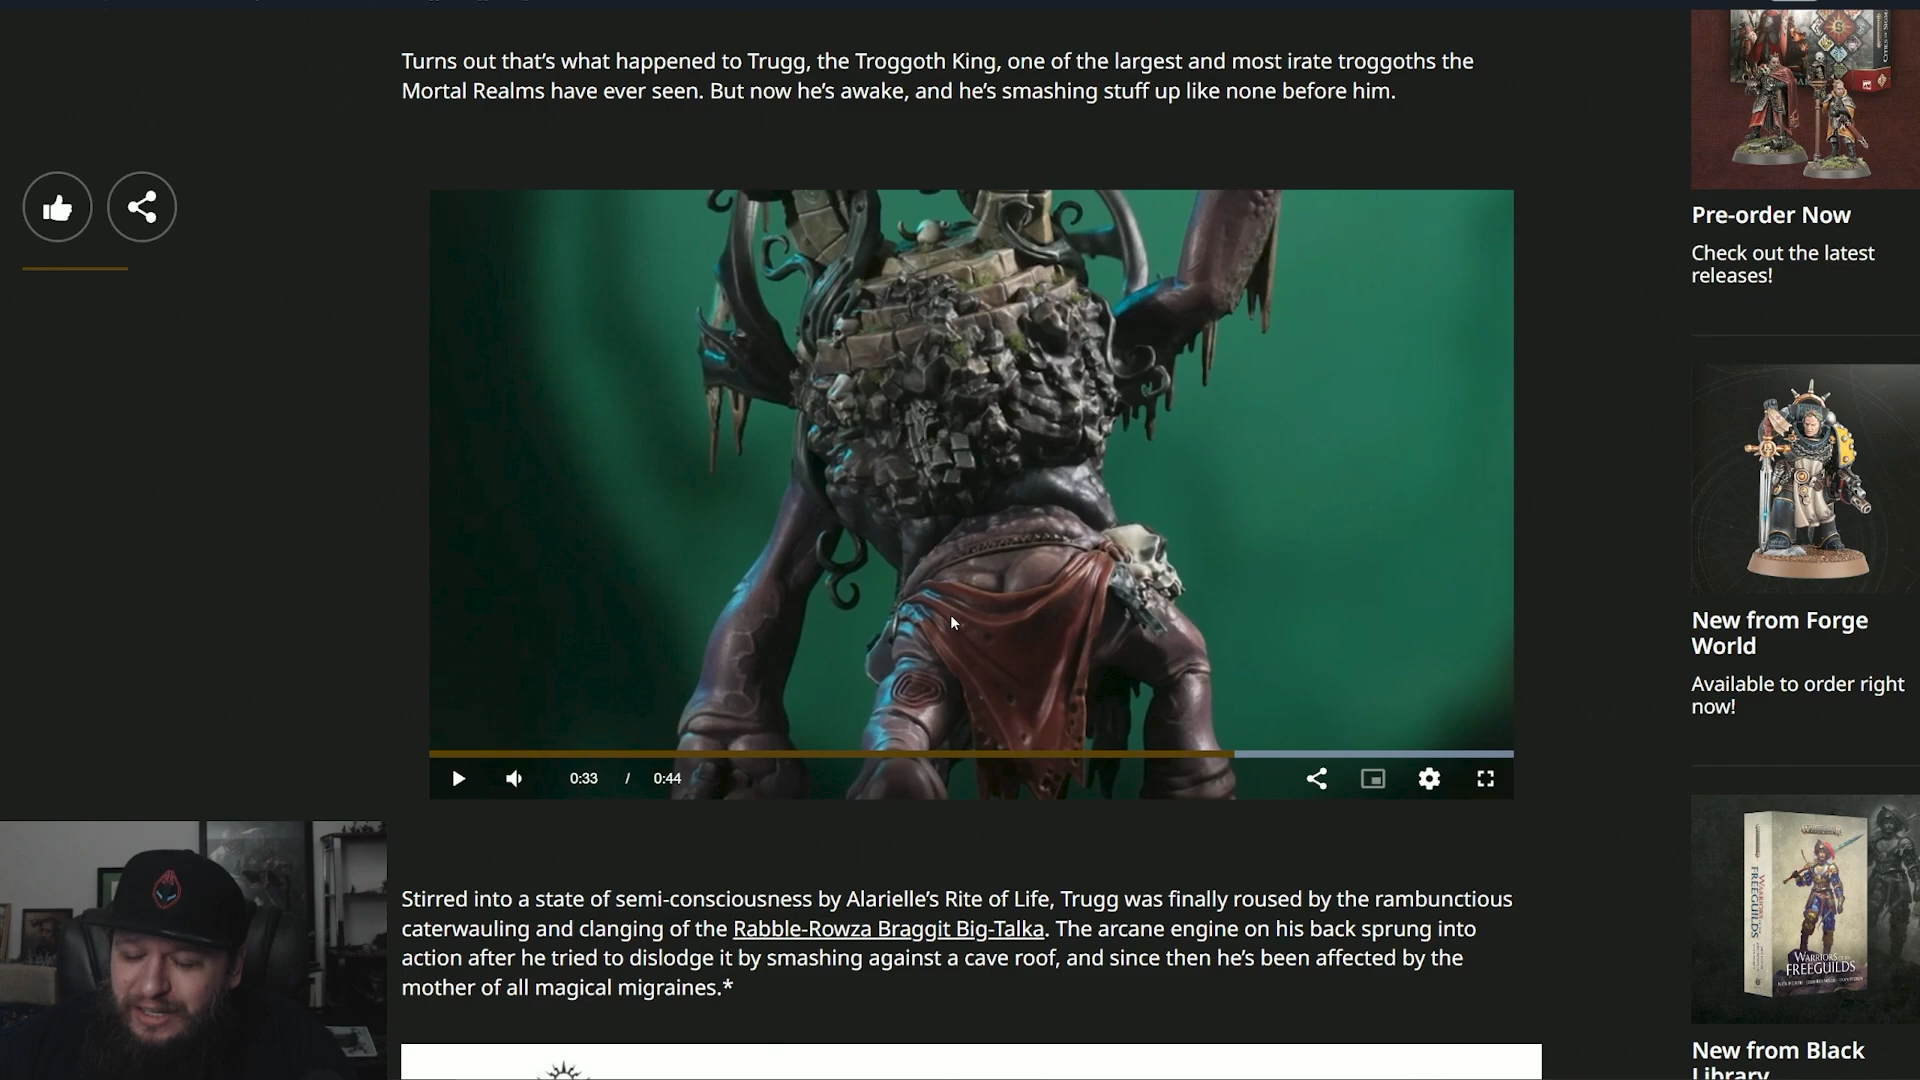 Turns out that’s what happened to Trugg, the Troggoth King, one of the largest and most irate troggoths the
Mortal Realms have ever seen. But now he’s awake, and he’s smashing stuff up like none before him.
Pre-order Now
Check out the latest
releases!
0:33 / 0:44
New from Forge
World
Available to order right
now!
Stirred into a state of semi-consciousness by Alarielle’s Rite of Life, Trugg was finally roused by the rambunctious
caterwauling and clanging of the Rabble-Rowza Braggit Big-Talka. The arcane engine on his back sprung into
action after he tried to dislodge it by smashing against a cave roof, and since then he’s been affected by the
mother of all magical migraines.*
WARRIORS OF THE
FREEGUILDS
New from Black
Library